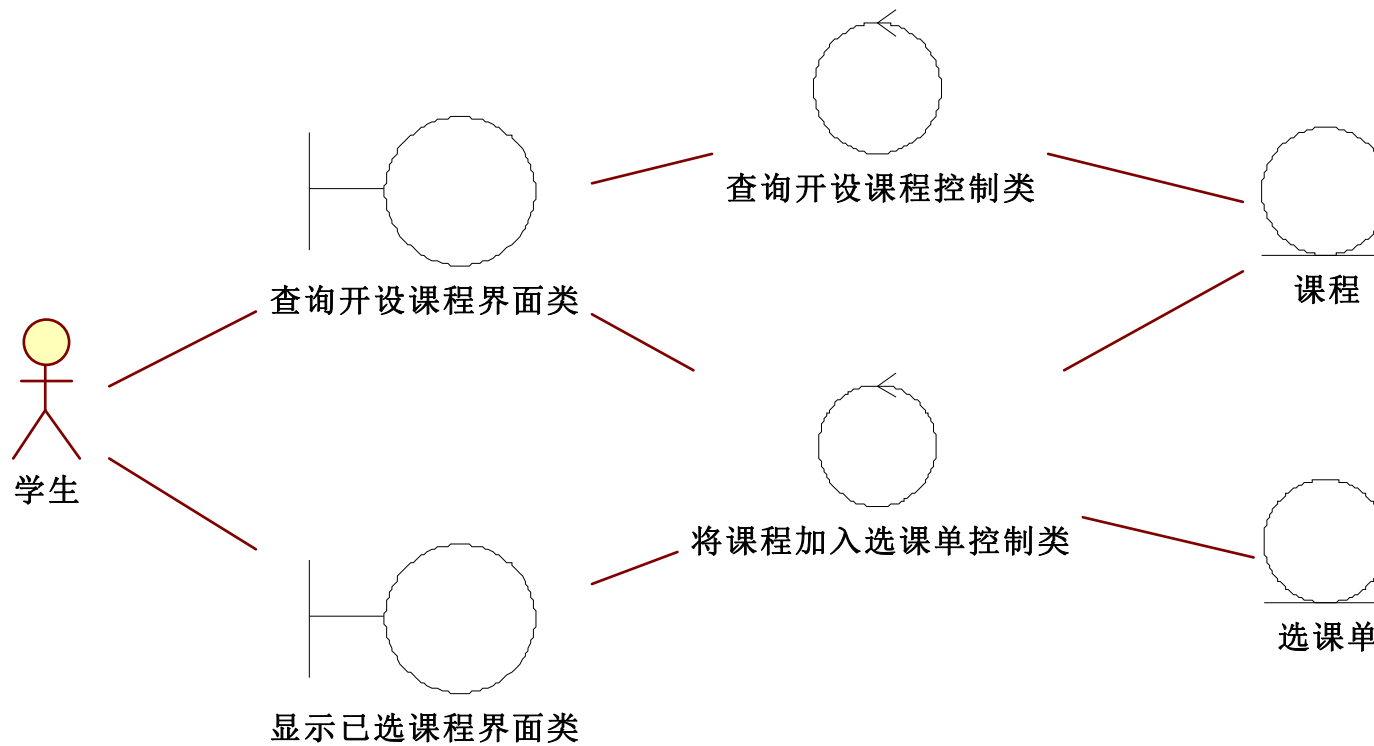 查询开设课程控制类
查询开设课程界面类
课程
学生
将课程加入选课单控制类
选课单
显示已选课程界面类